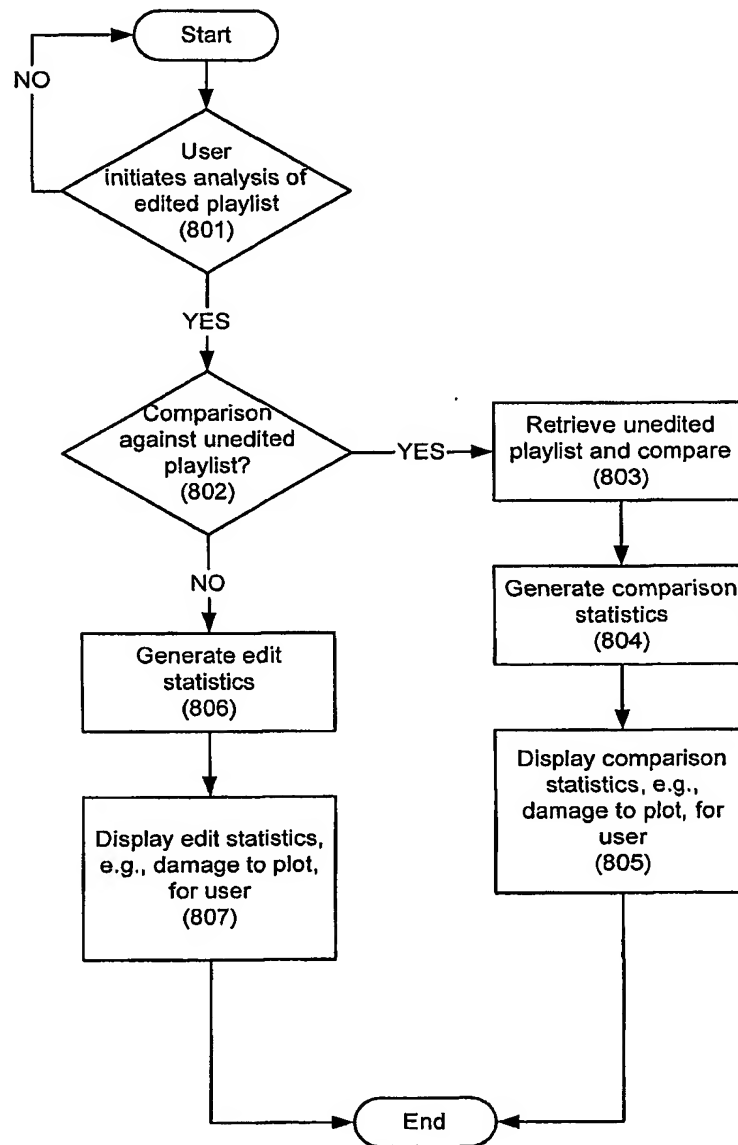 Start
NO
User
initiates analysis of
edited playlist
(801)
YES
Comparison
against unedited
playlist?
(802)
YES
Retrieve unedited
playlist and compare
(803)
NO
Generate comparison
statistics
(804)
Generate edit
statistics
(806)
Display comparison
statistics, e.g.,
damage to plot, for
user
(805)
Display edit statistics,
e.g., damage to plot,
for user
(807)
End